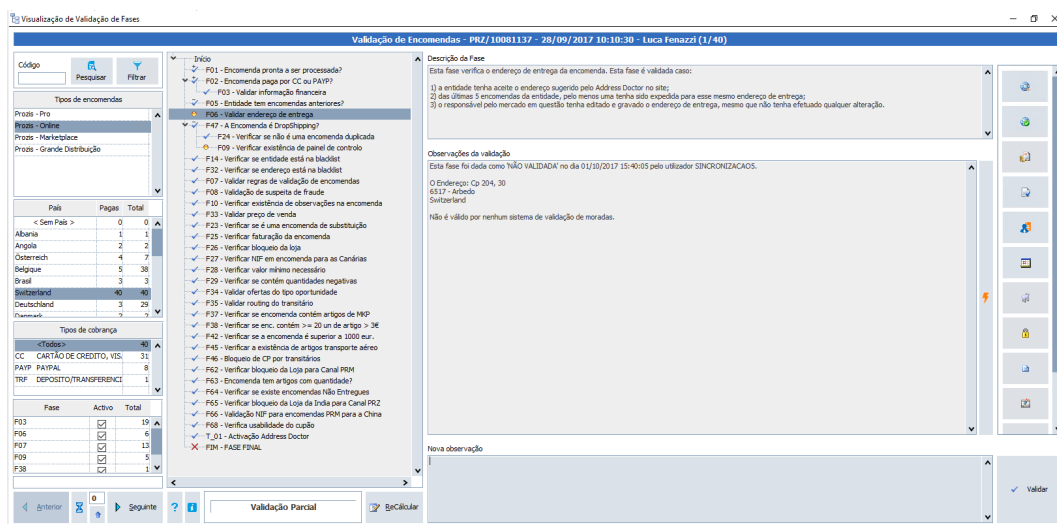 Visualização de Validação de Fases
Validação de Encomendas - PRZ/10081137 - 28/09/2017 10:10:30 - Luca Fenazzi (1/40)
Código
Pesquisar
Filtrar
Tipos de encomendas
Prozis - Pro
Prozis - Online
Prozis - Marketplace
Prozis - Grande Distribuição
País Pagas Total
< Sem País > 0 0
Albania 1 1
Angola 2 2
Österreich 4 7
Belgique 5 38
Brasil 3 3
Switzerland 40 40
Deutschland 3 29
Danmark 2 2
Tipos de cobrança
<Todos> 40
CC CARTÃO DE CREDITO, VIS. 31
PAYP PAYPAL 8
TRF DEPOSITO/TRANSFERENCI 1
Fase Activo Total
F03 19
F06 6
F07 13
F09 5
F38 1
Anterior
0
Seguinte
Início
F01 - Encomenda pronta a ser processada?
F02 - Encomenda paga por CC ou PAYP?
F03 - Validar informação financeira
F05 - Entidade tem encomendas anteriores?
F06 - Validar endereço de entrega
F47 - A Encomenda é DropShipping?
F24 - Verificar se não é uma encomenda duplicada
F09 - Verificar existência de painel de controlo
F14 - Verificar se entidade está na blacklist
F32 - Verificar se endereço está na blacklist
F07 - Validar regras de validação de encomendas
F08 - Validação de suspeita de fraude
F10 - Verificar existência de observações na encomenda
F33 - Validar preço de venda
F23 - Verificar se é uma encomenda de substituição
F25 - Verificar faturação da encomenda
F26 - Verificar bloqueio da loja
F27 - Verificar NIF em encomenda para as Canárias
F28 - Verificar valor mínimo necessário
F29 - Verificar se contém quantidades negativas
F34 - Validar ofertas do tipo oportunidade
F35 - Validar routing do transitário
F37 - Verificar se encomenda contém artigos de MKP
F38 - Verificar se enc. contém >= 20 un de artigo > 3€
F42 - Verificar se a encomenda é superior a 1000 eur.
F45 - Verificar a existência de artigos transporte aéreo
F46 - Bloqueio de CP por transitários
F62 - Verificar bloqueio da Loja para Canal PRM
F63 - Encomenda tem artigos com quantidade?
F64 - Verificar se existe encomendas Não Entregues
F65 - Verificar bloqueio da Loja da India para Canal PRZ
F66 - Validação NIF para encomendas PRM para a China
F68 - Verifica usabilidade do cupão
T_01 - Activação Address Doctor
FIM - FASE FINAL
Validação Parcial
ReCálcular
Descrição da Fase
Esta fase verifica o endereço de entrega da encomenda. Esta fase é validada caso:
1) a entidade tenha aceite o endereço sugerido pelo Address Doctor no site;
2) das últimas 5 encomendas da entidade, pelo menos uma tenha sido expedida para esse mesmo endereço de entrega;
3) o responsável pelo mercado em questão tenha editado e gravado o endereço de entrega, mesmo que não tenha efetuado qualquer alteração.
Observações da validação
Esta fase foi dada como 'NÃO VALIDADA' no dia 01/10/2017 15:40:05 pelo utilizador SINCRONIZACAO5.
O Endereço: Cp 204, 30
6517 - Arbedo
Switzerland
Não é válido por nenhum sistema de validação de moradas.
Nova observação
Validar